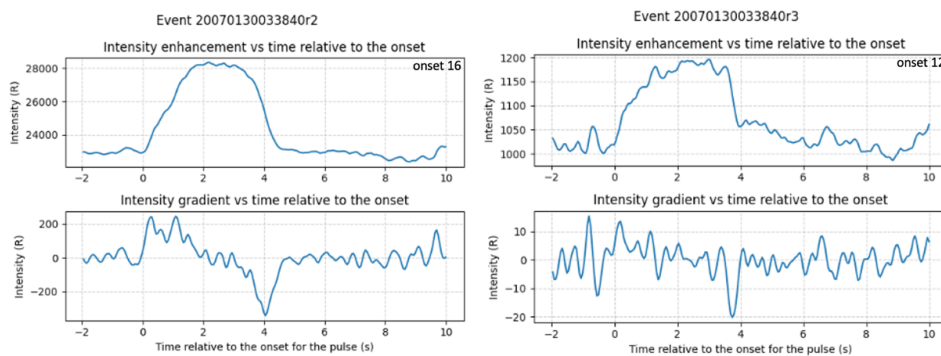 Event 20070130033840r2
Intensity enhancement vs time relative to the onset
onset 16
Intensity (R)
28000
26000
24000
−2 0 2 4 6 8 10
Intensity gradient vs time relative to the onset
Intensity (R)
200
0
−200
−2 0 2 4 6 8 10
Time relative to the onset for the pulse (s)
Event 20070130033840r3
Intensity enhancement vs time relative to the onset
onset 12
Intensity (R)
1200
1150
1100
1050
1000
−2 0 2 4 6 8 10
Intensity gradient vs time relative to the onset
Intensity (R)
10
0
−10
−20
−2 0 2 4 6 8 10
Time relative to the onset for the pulse (s)